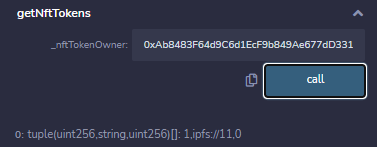 getNftTokens
_nftTokenOwner: 0xAb8483F64d9C6d1EcF9b849Ae677dD331
call
0: tuple(uint256,string,uint256)[]: 1,ipfs://11,0